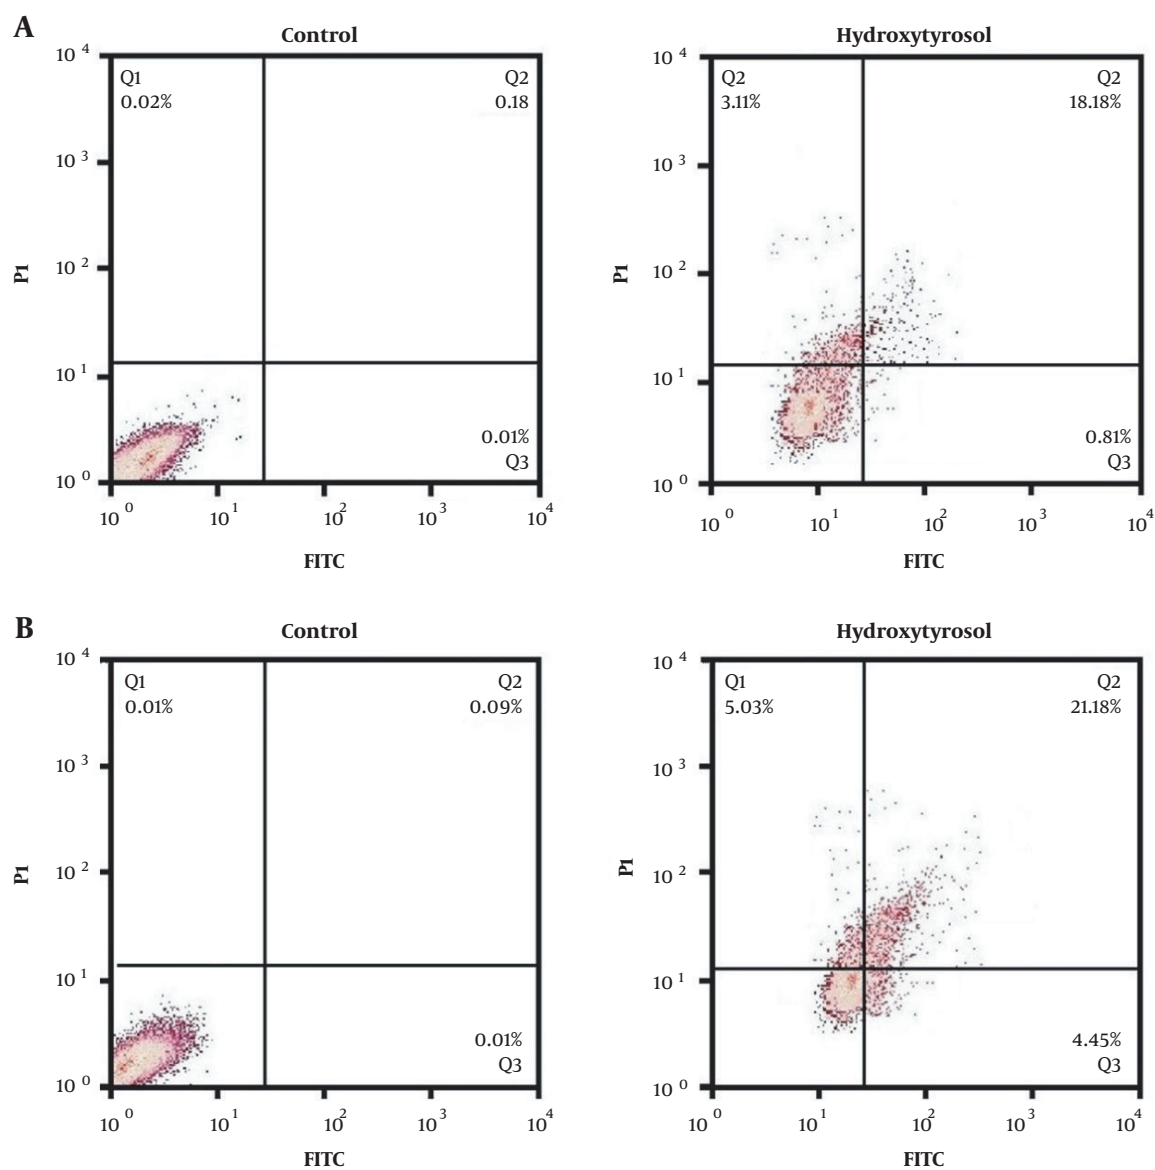 A
Control
Hydroxytyrosol
10 4
10 3
10 2
10 1
10 0
P1
Q1
0.02%
Q2
0.18
0.01%
Q3
10 0
10 1
10 2
10 3
10 4
FITC
10 4
10 3
10 2
10 1
10 0
P1
Q2
3.11%
Q2
18.18%
0.81%
Q3
10 0
10 1
10 2
10 3
10 4
FITC
B
Control
Hydroxytyrosol
10 4
10 3
10 2
10 1
10 0
P1
Q1
0.01%
Q2
0.09%
0.01%
Q3
10 0
10 1
10 2
10 3
10 4
FITC
10 4
10 3
10 2
10 1
10 0
P1
Q1
5.03%
Q2
21.18%
4.45%
Q3
10 0
10 1
10 2
10 3
10 4
FITC